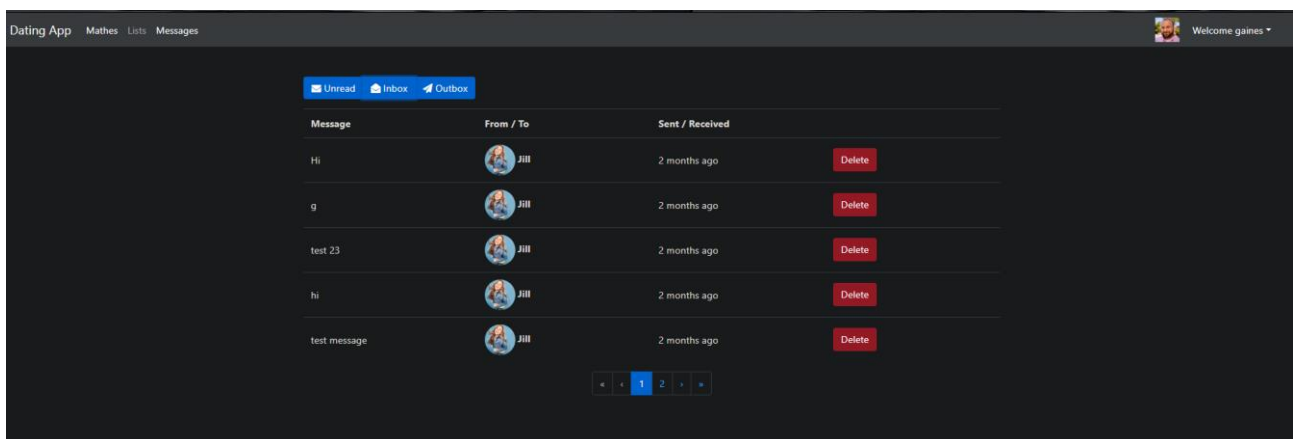 Dating App Mathes Lists Messages Welcome gaines
Unread Inbox Outbox
Message From / To Sent / Received
Hi Jill 2 months ago Delete
g Jill 2 months ago Delete
test 23 Jill 2 months ago Delete
hi Jill 2 months ago Delete
test message Jill 2 months ago Delete
« ‹ 1 2 › »